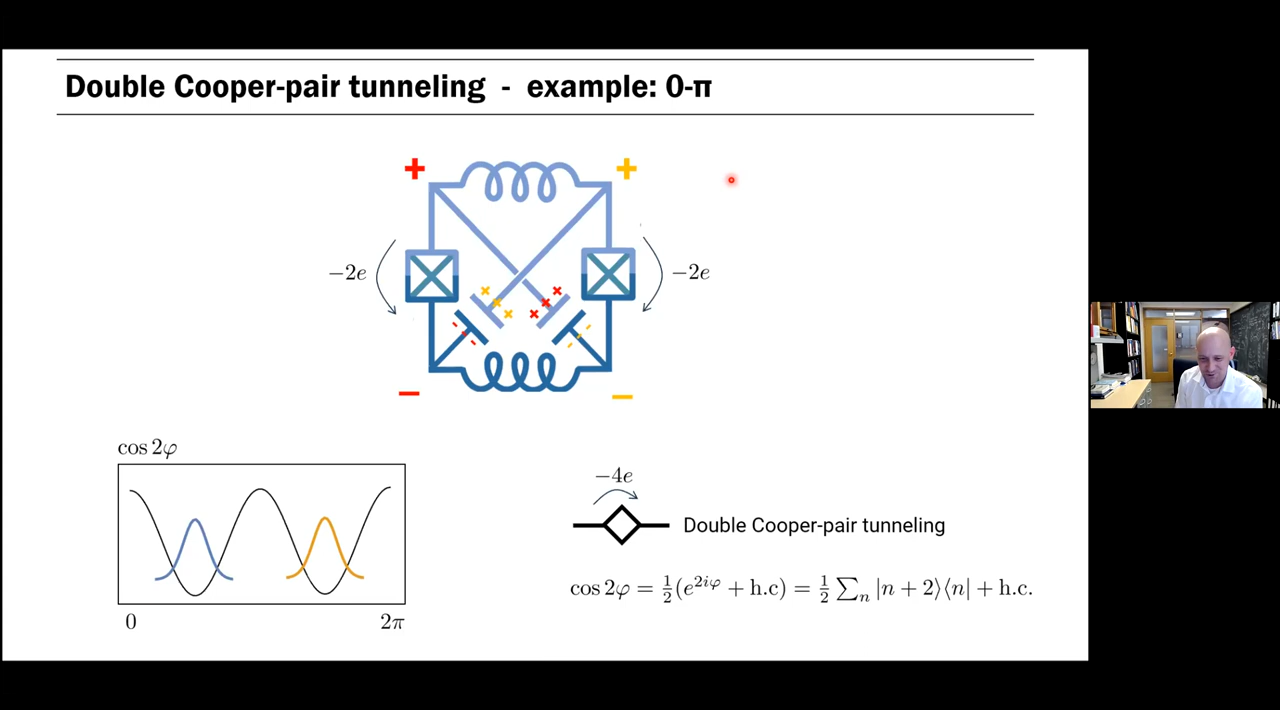 Double Cooper-pair tunneling - example: 0-π
+ +
−2e −2e
− −
cos 2φ
0 2π
−4e
Double Cooper-pair tunneling
cos 2φ = ½(e^{2iφ} + h.c) = ½ ∑ₙ |n + 2⟩⟨n| + h.c.